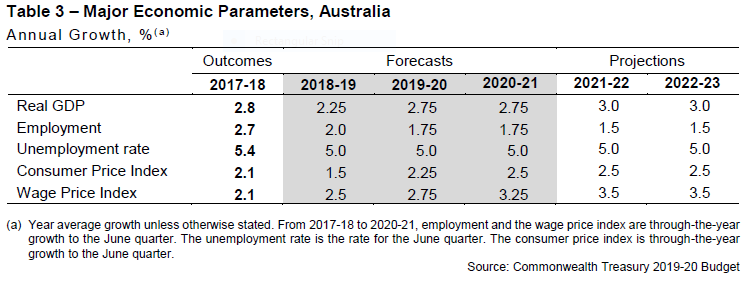 Table 3 – Major Economic Parameters, Australia
Annual Growth, %(a)
Outcomes Forecasts Projections
2017-18 2018-19 2019-20 2020-21 2021-22 2022-23
Real GDP 2.8 2.25 2.75 2.75 3.0 3.0
Employment 2.7 2.0 1.75 1.75 1.5 1.5
Unemployment rate 5.4 5.0 5.0 5.0 5.0 5.0
Consumer Price Index 2.1 1.5 2.25 2.5 2.5 2.5
Wage Price Index 2.1 2.5 2.75 3.25 3.5 3.5
(a) Year average growth unless otherwise stated. From 2017-18 to 2020-21, employment and the wage price index are through-the-year
growth to the June quarter. The unemployment rate is the rate for the June quarter. The consumer price index is through-the-year
growth to the June quarter.
Source: Commonwealth Treasury 2019-20 Budget